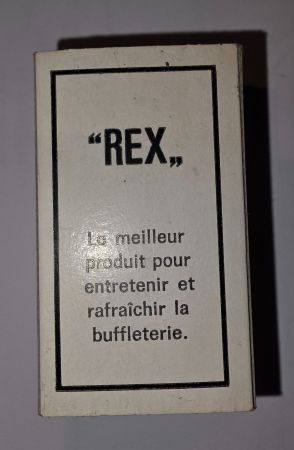 “REX„
Le meilleur
produit pour
entretenir et
rafraîchir la
buffleterie.